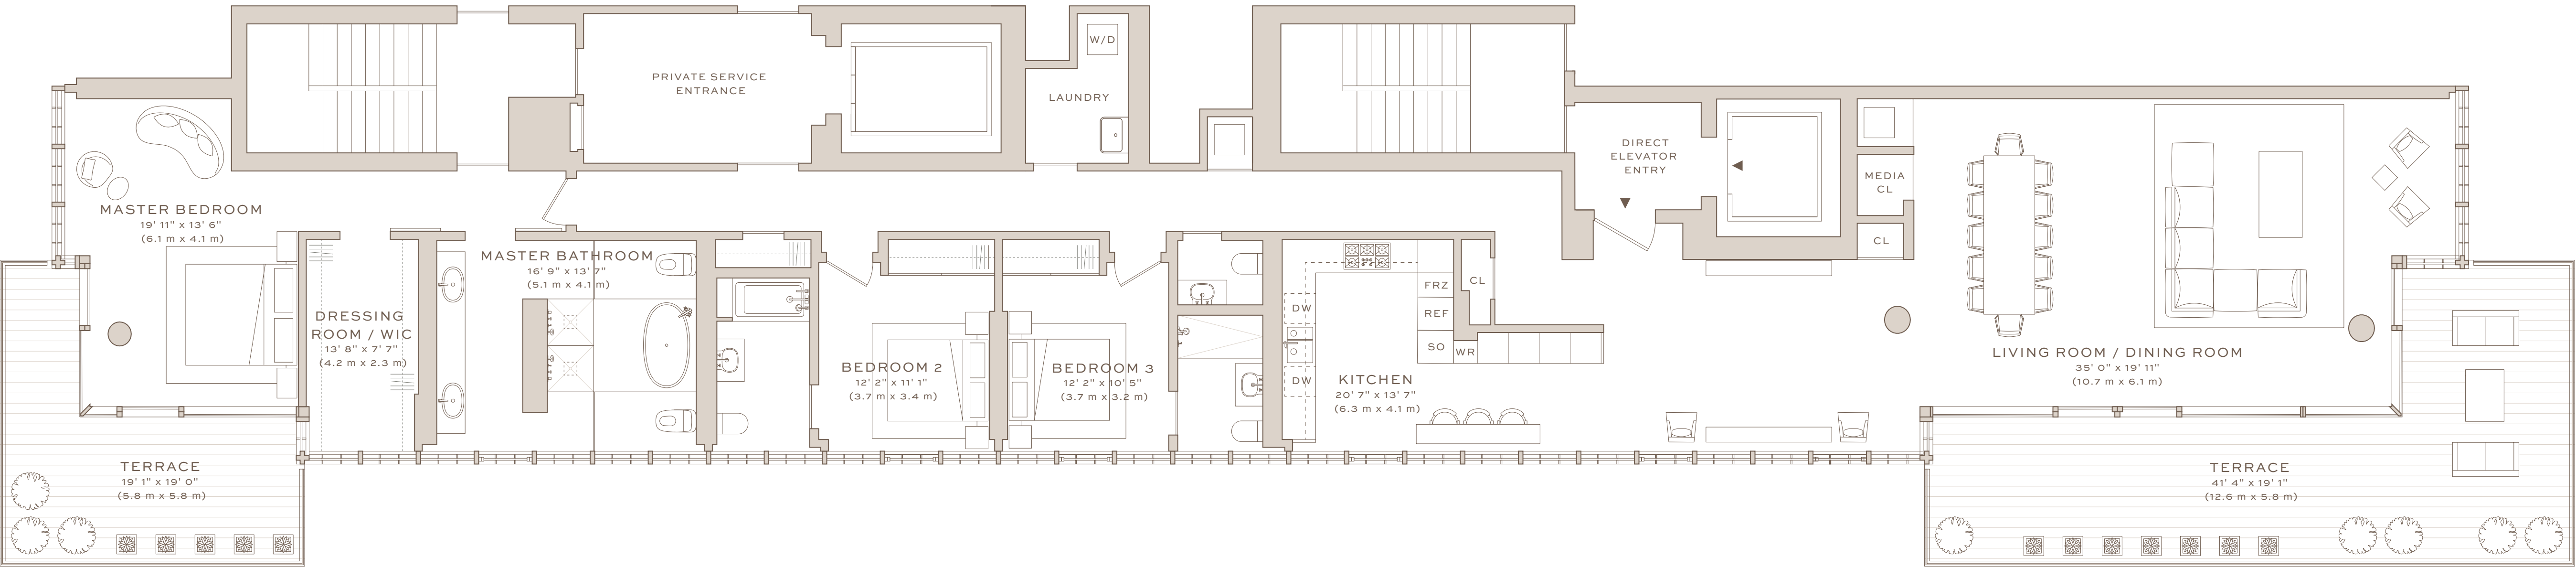 PRIVATE SERVICE
ENTRANCE
W/D
LAUNDRY
DIRECT
ELEVATOR
ENTRY
MEDIA
CL
CL
MASTER BEDROOM
19' 11" x 13' 6"
(6.1 m x 4.1 m)
DRESSING
ROOM / WIC
13' 8" x 7' 7"
(4.2 m x 2.3 m)
MASTER BATHROOM
16' 9" x 13' 7"
(5.1 m x 4.1 m)
BEDROOM 2
12' 2" x 11' 1"
(3.7 m x 3.4 m)
BEDROOM 3
12' 2" x 10' 5"
(3.7 m x 3.2 m)
DW
DW
FRZ
REF
SO
WR
CL
KITCHEN
20' 7" x 13' 7"
(6.3 m x 4.1 m)
LIVING ROOM / DINING ROOM
35' 0" x 19' 11"
(10.7 m x 6.1 m)
TERRACE
19' 1" x 19' 0"
(5.8 m x 5.8 m)
TERRACE
41' 4" x 19' 1"
(12.6 m x 5.8 m)